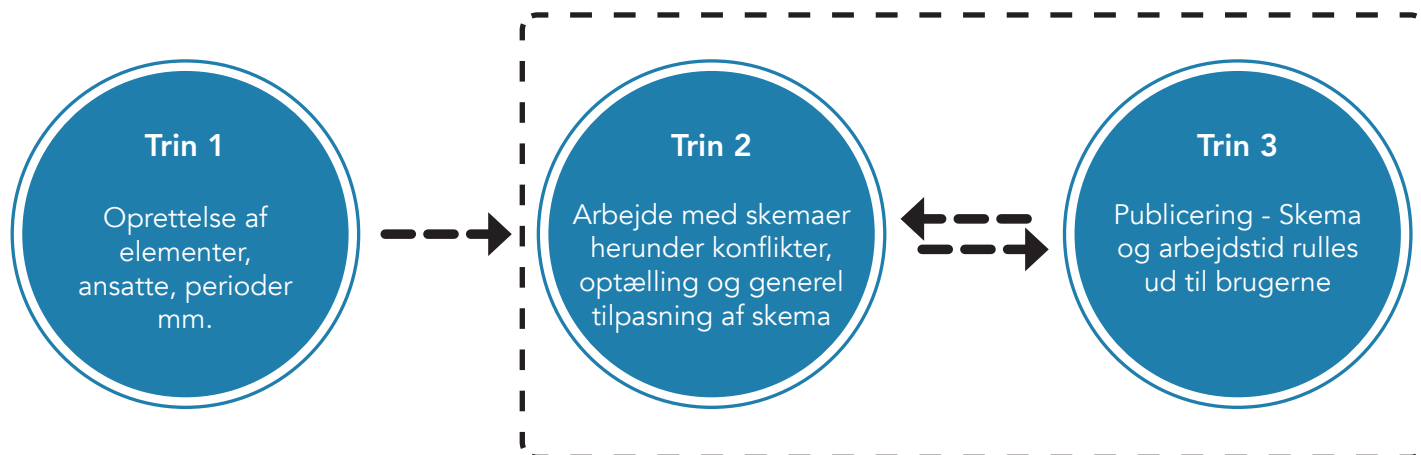 Trin 1
Oprettelse af
elementer,
ansatte, perioder
mm.
Trin 2
Arbejde med skemaer
herunder konflikter,
optælling og generel
tilpasning af skema
Trin 3
Publicering - Skema
og arbejdstid rulles
ud til brugerne